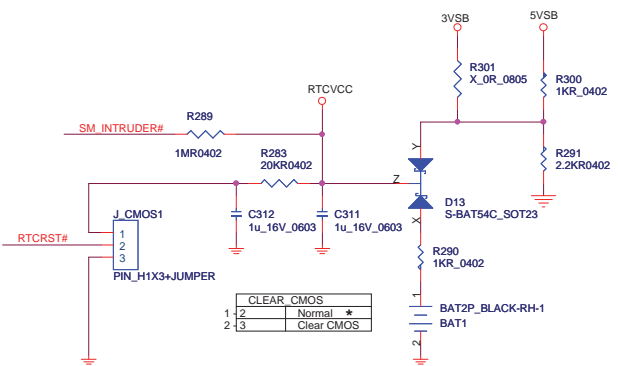 3VSB
5VSB
R301
X_0R_0805
R300
1KR_0402
RTCVCC
R289
SM_INTRUDER#
1MR0402
R283
20KR0402
Y
R291
2.2KR0402
Z
D13
S-BAT54C_SOT23
X
J_CMOS1
C312
1u_16V_0603
C311
1u_16V_0603
1
RTCRST#
2
3
R290
1KR_0402
PIN_H1X3+JUMPER
1
CLEAR_CMOS
1 - 2 Normal *
2 - 3 Clear CMOS
BAT2P_BLACK-RH-1
BAT1
2